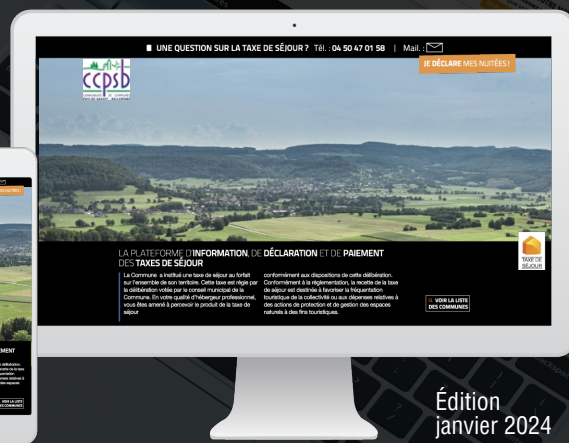 UNE QUESTION SUR LA TAXE DE SÉJOUR ? Tél. : 04 50 47 01 58 | Mail. :
JE DÉCLARE MES NUITÉES !
ccpsb
LA PLATEFORME D'INFORMATION, DE DÉCLARATION ET DE PAIEMENT
DES TAXES DE SÉJOUR
La Commune a institué une taxe de séjour au forfait
sur l'ensemble de son territoire. Cette taxe est régie par
la délibération votée par le conseil municipal de la
Commune. En votre qualité d'hébergeur professionnel,
vous êtes amené à percevoir le produit de la taxe de
séjour
conformément aux dispositions de cette délibération.
Conformément à la réglementation, la recette de la taxe
de séjour est destinée à favoriser la fréquentation
touristique de la collectivité ou aux dépenses relatives à
des actions de protection et de gestion des espaces
naturels à des fins touristiques.
TAXE DE
SÉJOUR
VOIR LA LISTE
DES COMMUNES
EMENT
VOIR LA LISTE
DES COMMUNES
Édition
janvier 2024